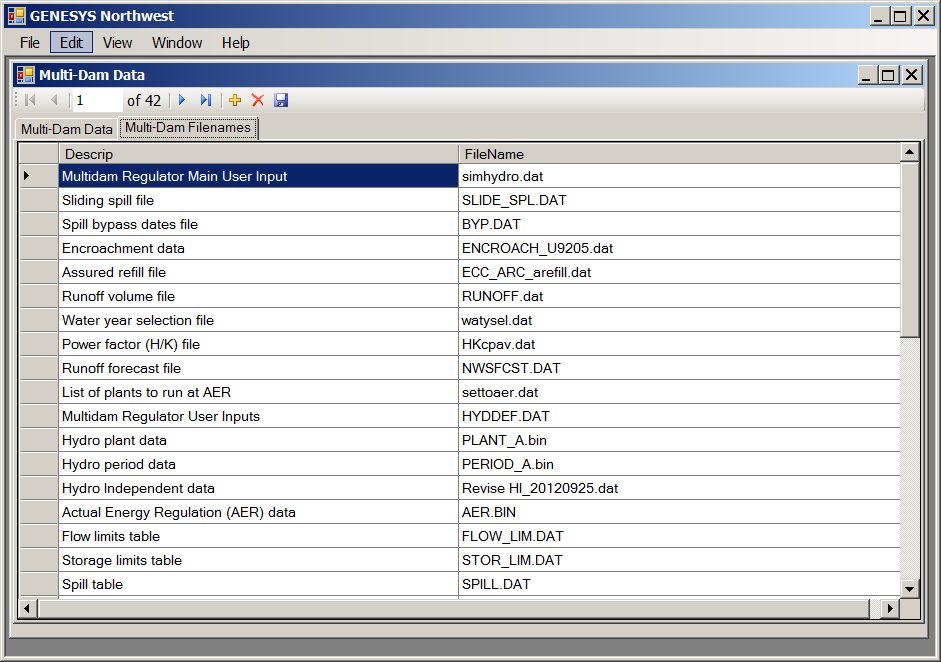 GENESYS Northwest
File Edit View Window Help
Multi-Dam Data
1 of 42
Multi-Dam Data Multi-Dam Filenames
Descrip FileName
Multidam Regulator Main User Input simhydro.dat
Sliding spill file SLIDE_SPL.DAT
Spill bypass dates file BYP.DAT
Encroachment data ENCROACH_U9205.dat
Assured refill file ECC_ARC_arefill.dat
Runoff volume file RUNOFF.dat
Water year selection file watysel.dat
Power factor (H/K) file HKcpav.dat
Runoff forecast file NWSFCST.DAT
List of plants to run at AER settoaer.dat
Multidam Regulator User Inputs HYDDEF.DAT
Hydro plant data PLANT_A.bin
Hydro period data PERIOD_A.bin
Hydro Independent data Revise HI_20120925.dat
Actual Energy Regulation (AER) data AER.BIN
Flow limits table FLOW_LIM.DAT
Storage limits table STOR_LIM.DAT
Spill table SPILL.DAT